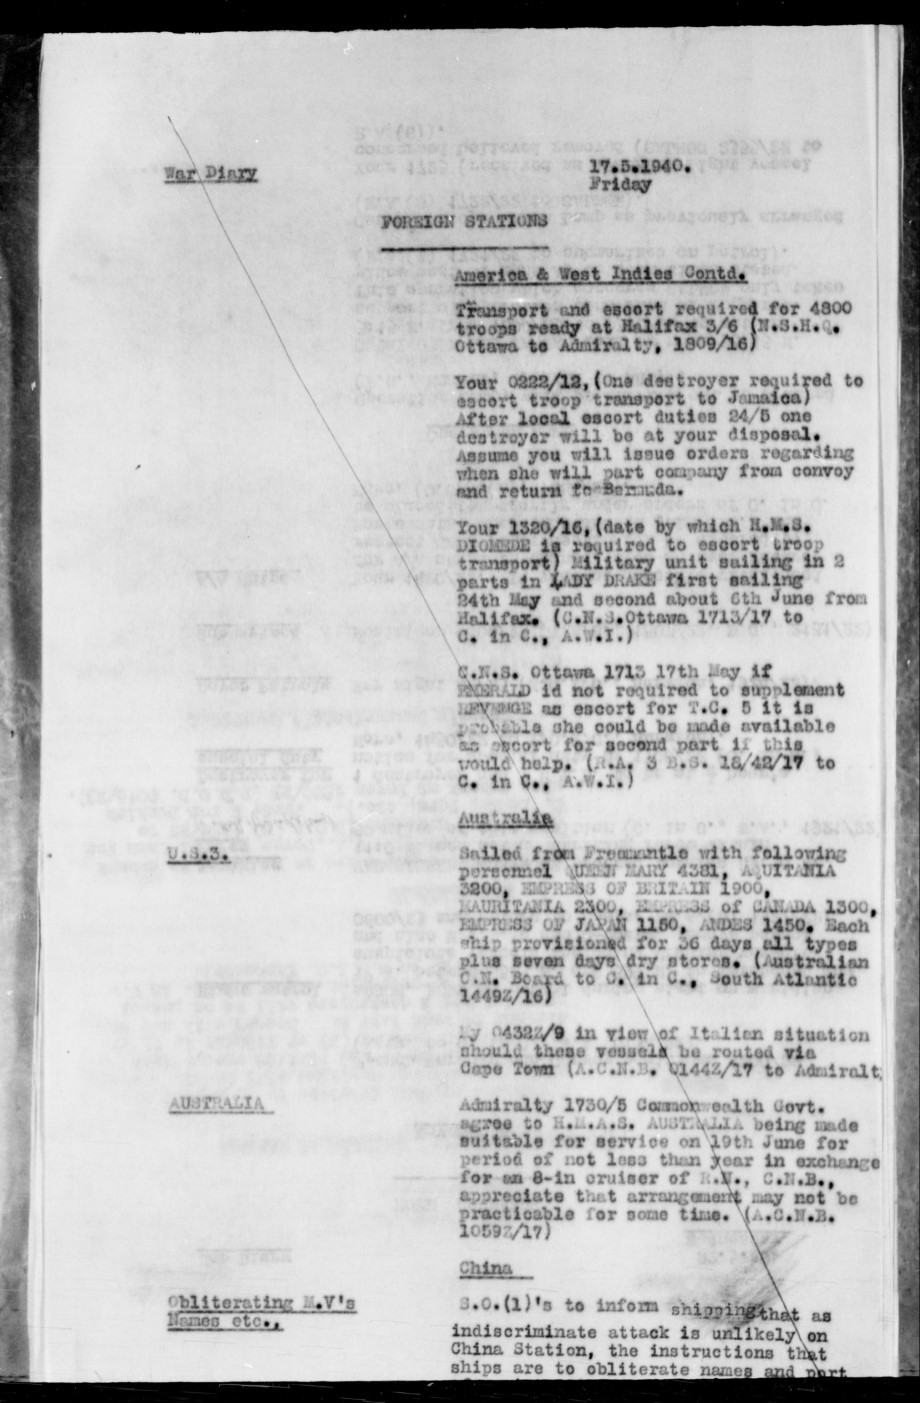 War Diary
17.5.1940.
Friday
FOREIGN STATIONS
America & West Indies Contd.
Transport and escort required for 4800
troops ready at Halifax 3/6 (N.S.H.Q.
Ottawa to Admiralty, 1809/16)
Your 0222/12, (One destroyer required to
escort troop transport to Jamaica)
After local escort duties 24/5 one
destroyer will be at your disposal.
Assume you will issue orders regarding
when she will part company from convoy
and return to Bermuda.
Your 1320/16, (date by which H.M.S.
DIOMEDE is required to escort troop
transport) Military unit sailing in 2
parts in LADY DRAKE first sailing
24th May and second about 6th June from
Halifax. (C.N.S.Ottawa 1713/17 to
C. in C., A.W.I.)
C.N.S. Ottawa 1713 17th May if
EMERALD id not required to supplement
REVENGE as escort for T.C. 5 it is
probable she could be made available
as escort for second part if this
would help. (R.A. 3 B.S. 18/42/17 to
C. in C., A.W.I.)
Australia
U.S.3.
Sailed from Freemantle with following
personnel QUEEN MARY 4381, AQUITANIA
3200, EMPRESS OF BRITAIN 1900,
MAURITANIA 2300, EMPRESS of CANADA 1300,
EMPRESS OF JAPAN 1150, ANDES 1450. Each
ship provisioned for 36 days all types
plus seven days dry stores. (Australian
C.N. Board to C. in C., South Atlantic
1449Z/16)
My 0432Z/9 in view of Italian situation
should these vessels be routed via
Cape Town (A.C.N.B. 0144Z/17 to Admiralt
AUSTRALIA
Admiralty 1730/5 Commonwealth Govt.
agree to H.M.A.S. AUSTRALIA being made
suitable for service on 19th June for
period of not less than year in exchange
for an 8-in cruiser of R.N., C.N.B.,
appreciate that arrangement may not be
practicable for some time. (A.C.N.B.
1059Z/17)
China
Obliterating M.V's
Names etc.,
S.O.(1)'s to inform shipping that as
indiscriminate attack is unlikely on
China Station, the instructions that
ships are to obliterate names and port